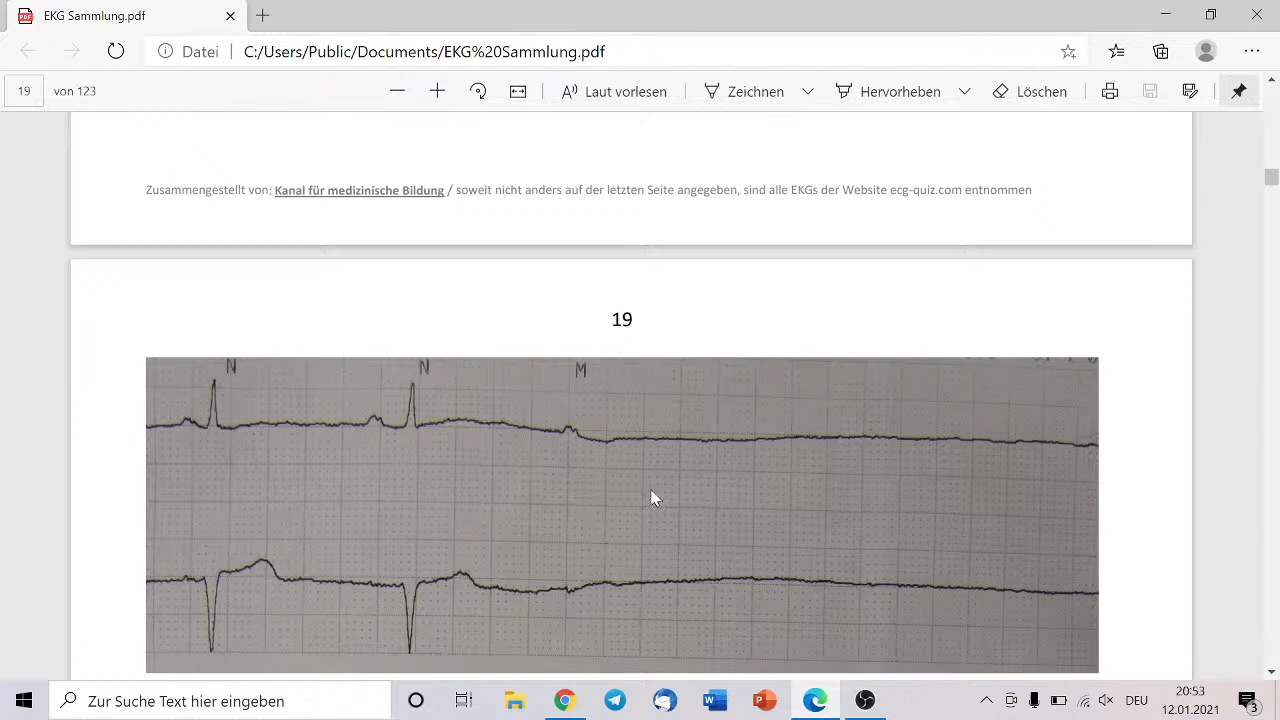 EKG Sammlung.pdf
Datei
C:/Users/Public/Documents/EKG%20Sammlung.pdf
19 von 123
Laut vorlesen
Zeichnen
Hervorheben
Löschen
Zusammengestellt von: Kanal für medizinische Bildung / soweit nicht anders auf der letzten Seite angegeben, sind alle EKGs der Website ecg-quiz.com entnommen
19
N N M
Zur Suche Text hier eingeben
DEU
20:53
12.01.2021
3